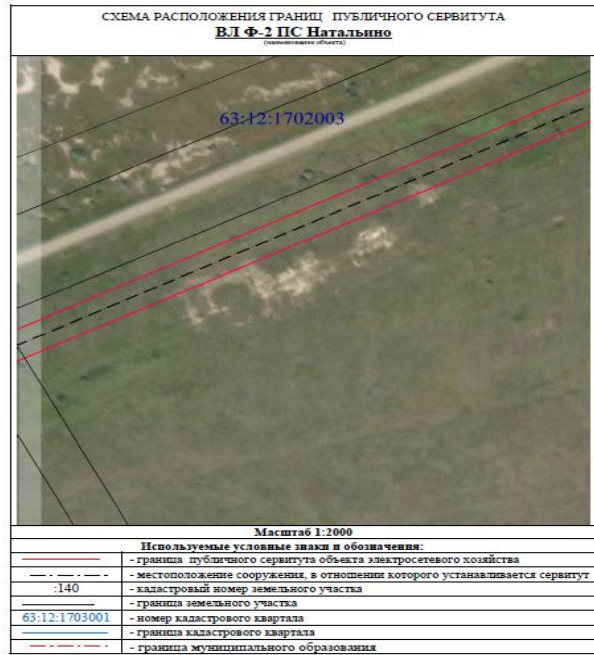 СХЕМА РАСПОЛОЖЕНИЯ ГРАНИЦ ПУБЛИЧНОГО СЕРВИТУТА
ВЛ Ф-2 ПС Натальино
(наименование объекта)
63:12:1702003
Масштаб 1:2000
Используемые условные знаки и обозначения:
- граница публичного сервитута объекта электросетевого хозяйства
- местоположение сооружения, в отношении которого устанавливается сервитут
:140 - кадастровый номер земельного участка
- граница земельного участка
63:12:1703001 - номер кадастрового квартала
- граница кадастрового квартала
- граница муниципального образования